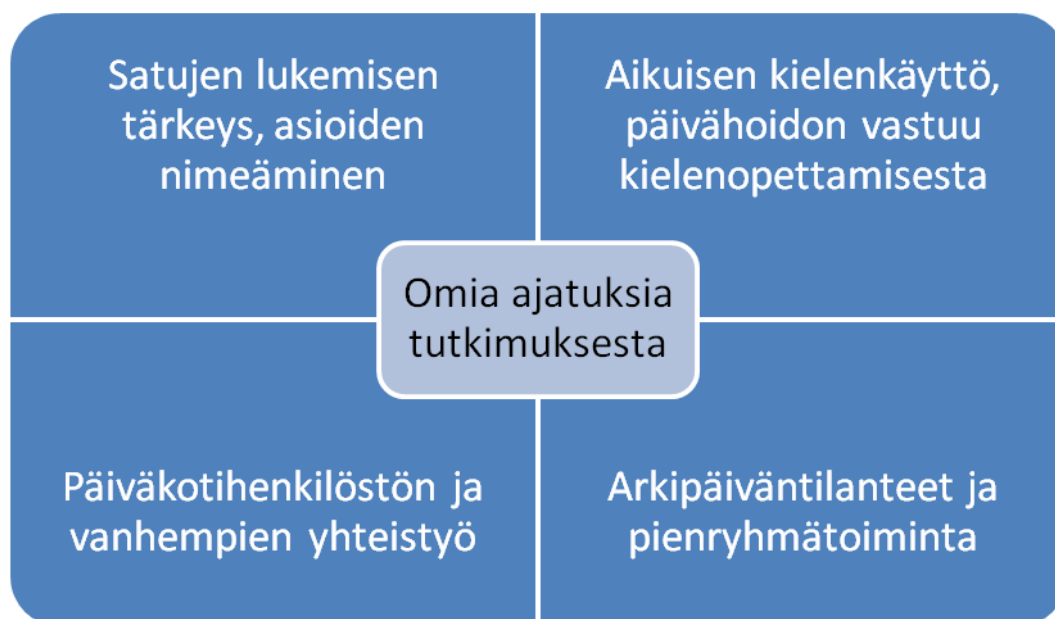 Satujen lukemisen
tärkeys, asioiden
nimeäminen
Aikuisen kielenkäyttö,
päivähoidon vastuu
kielenopettamisesta
Omia ajatuksia
tutkimuksesta
Päiväkotihenkilöstön ja
vanhempien yhteistyö
Arkipäiväntilanteet ja
pienryhmätoiminta